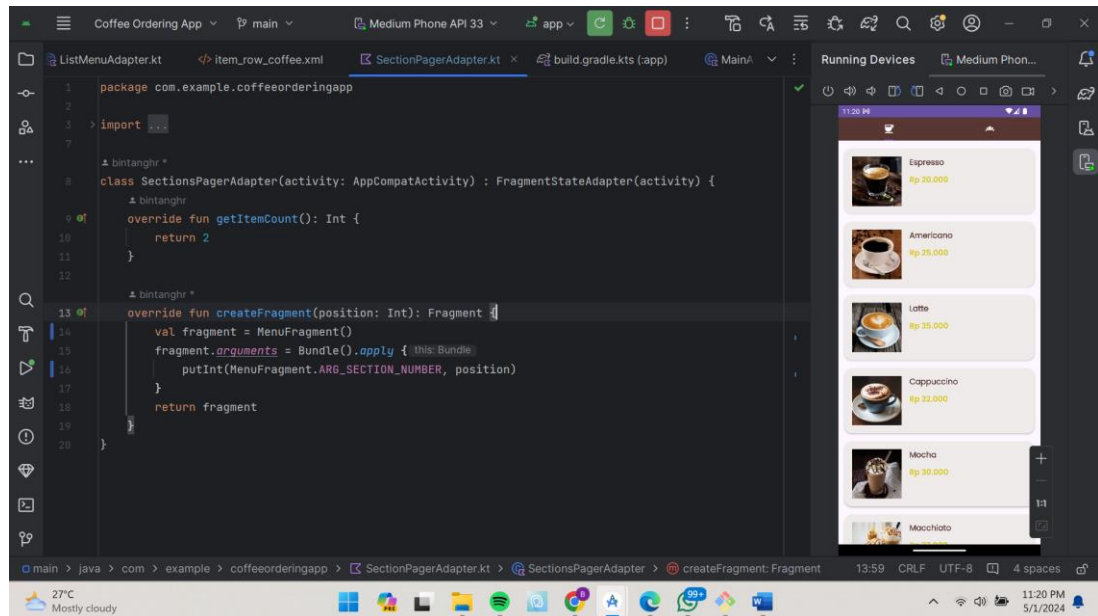 Coffee Ordering App
main
Medium Phone API 33
app
ListMenuAdapter.kt
item_row_coffee.xml
SectionPagerAdapter.kt
build.gradle.kts (:app)
MainA
Running Devices
Medium Phon...
1 package com.example.coffeeorderingapp
2
3 import ...
7
bintanghr *
8 class SectionsPagerAdapter(activity: AppCompatActivity) : FragmentStateAdapter(activity) {
bintanghr
9 override fun getItemCount(): Int {
10 return 2
11 }
12
bintanghr *
13 override fun createFragment(position: Int): Fragment {
14 val fragment = MenuFragment()
15 fragment.arguments = Bundle().apply { this: Bundle
16 putInt(MenuFragment.ARG_SECTION_NUMBER, position)
17 }
18 return fragment
19 }
20 }
11:20
Espresso
Rp 20.000
Americano
Rp 25.000
Latte
Rp 35.000
Cappuccino
Rp 32.000
Mocha
Rp 30.000
Macchiato
1:1
main > java > com > example > coffeeorderingapp > SectionPagerAdapter.kt > SectionsPagerAdapter > createFragment: Fragment
13:59 CRLF UTF-8 4 spaces
27°C
Mostly cloudy
PRE
99+
11:20 PM
5/1/2024